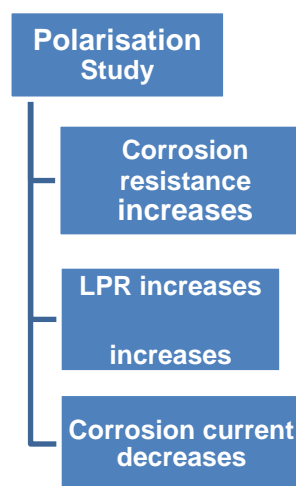 Polarisation
Study
Corrosion
resistance
increases
LPR increases
increases
Corrosion current
decreases